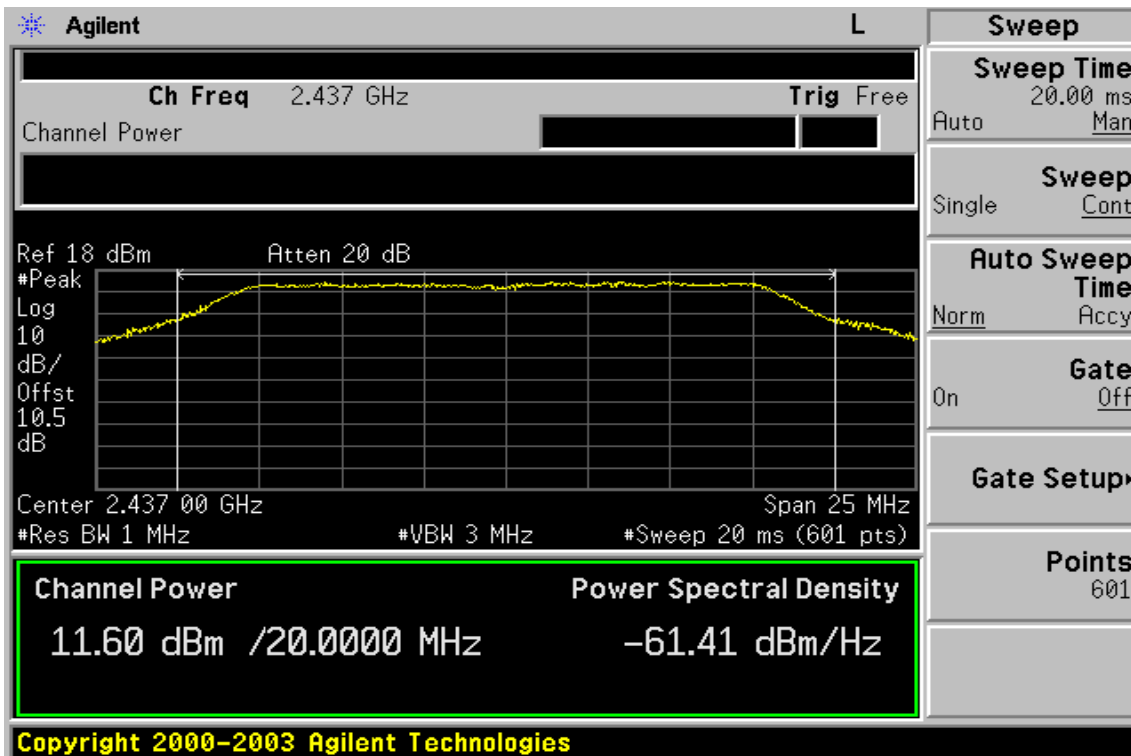 Agilent L
Sweep
Ch Freq 2.437 GHz Trig Free
Channel Power
Ref 18 dBm Atten 20 dB
#Peak
Log
10
dB/
Offst
10.5
dB
Center 2.437 00 GHz Span 25 MHz
#Res BW 1 MHz #VBW 3 MHz #Sweep 20 ms (601 pts)
Channel Power Power Spectral Density
11.60 dBm /20.0000 MHz -61.41 dBm/Hz
Sweep Time
20.00 ms
Auto Man
Sweep
Single Cont
Auto Sweep
Time
Norm Accy
Gate
On Off
Gate Setup
Points
601
Copyright 2000-2003 Agilent Technologies